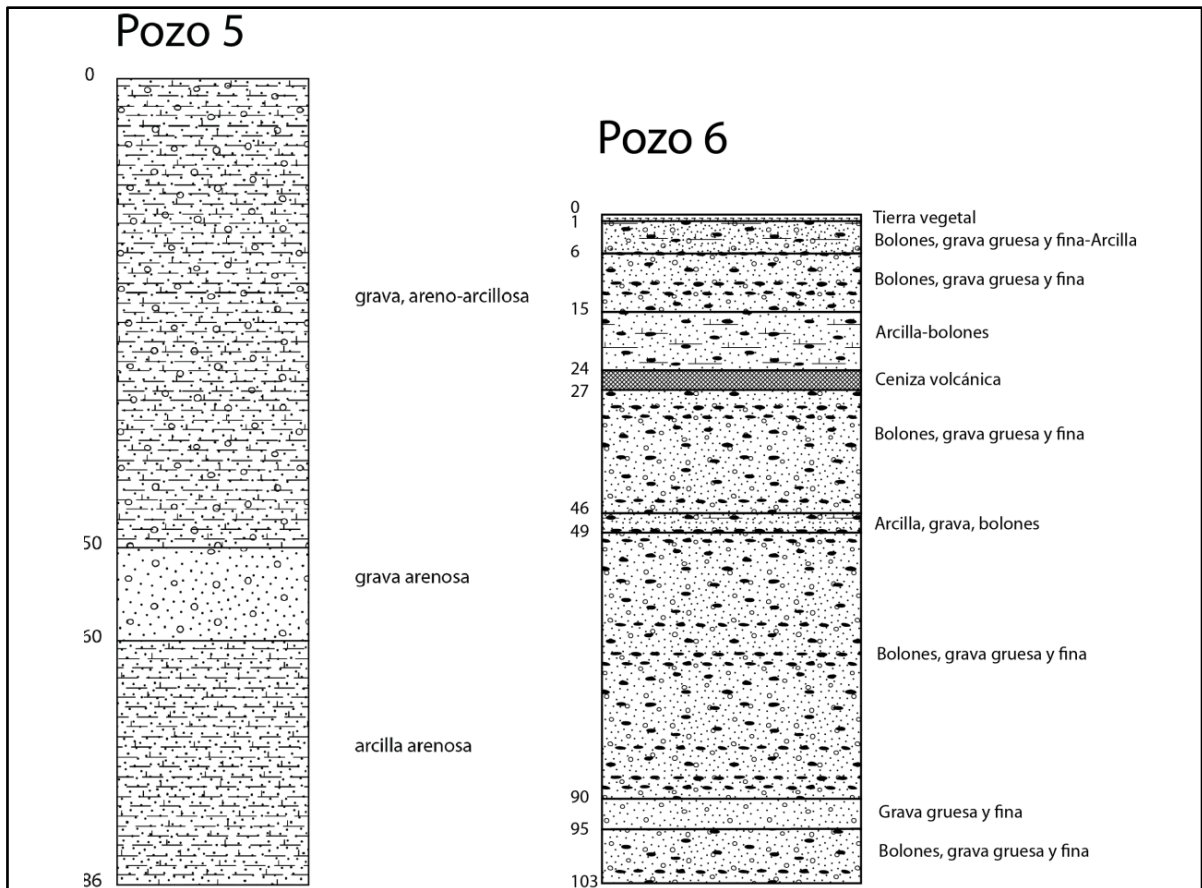 Pozo 5
0
grava, areno-arcillosa
50
grava arenosa
60
arcilla arenosa
86
Pozo 6
0
Tierra vegetal
1
Bolones, grava gruesa y fina-Arcilla
6
Bolones, grava gruesa y fina
15
Arcilla-bolones
24
Ceniza volcánica
27
Bolones, grava gruesa y fina
46
Arcilla, grava, bolones
49
Bolones, grava gruesa y fina
90
Grava gruesa y fina
95
Bolones, grava gruesa y fina
103